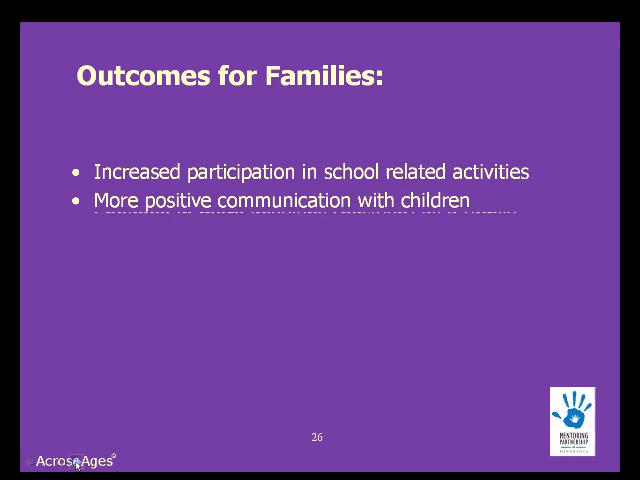 Outcomes for Families:
• Increased participation in school related activities
• More positive communication with children
26
MENTORING
PARTNERSHIP
MINNESOTA
Across Ages